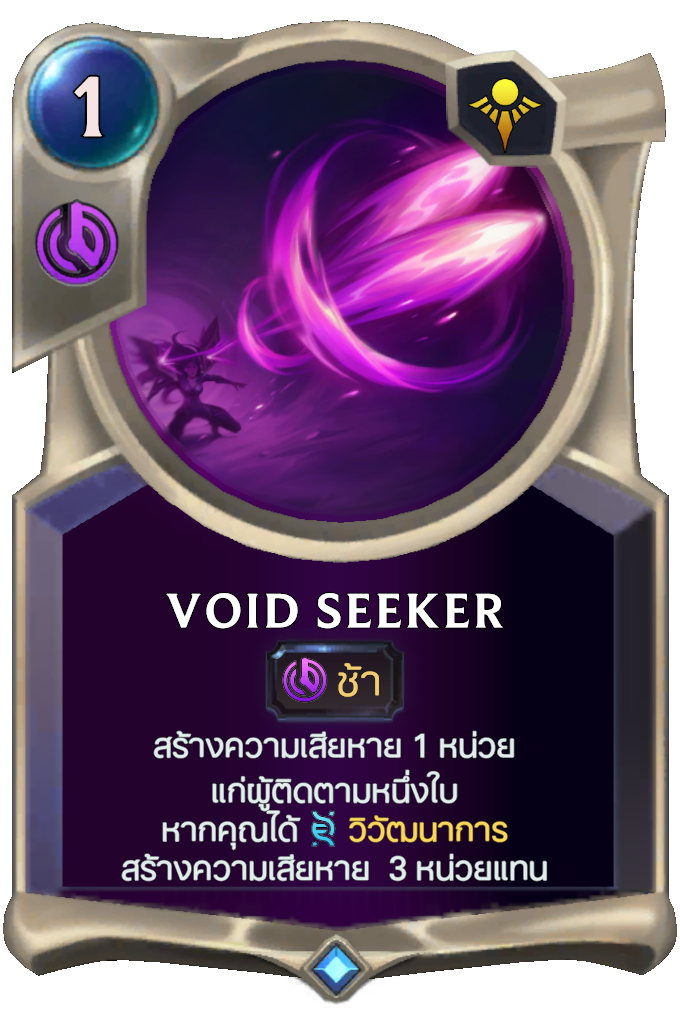 1
VOID SEEKER
ช้า
สร้างความเสียหาย 1 หน่วย
แก่ผู้ติดตามหนึ่งใบ
หากคุณได้ วิวัฒนาการ
สร้างความเสียหาย 3 หน่วยแทน